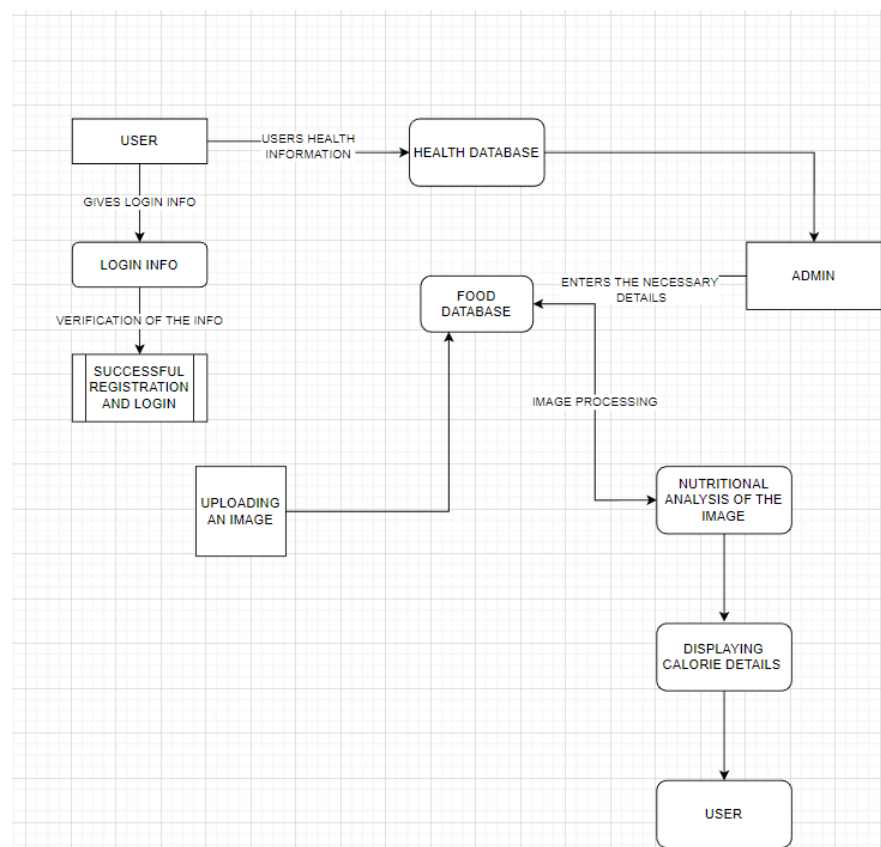 USER
USERS HEALTH
INFORMATION
HEALTH DATABASE
GIVES LOGIN INFO
LOGIN INFO
ENTERS THE NECESSARY
DETAILS
ADMIN
FOOD
DATABASE
VERIFICATION OF THE INFO
SUCCESSFUL
REGISTRATION
AND LOGIN
IMAGE PROCESSING
UPLOADING
AN IMAGE
NUTRITIONAL
ANALYSIS OF THE
IMAGE
DISPLAYING
CALORIE DETAILS
USER